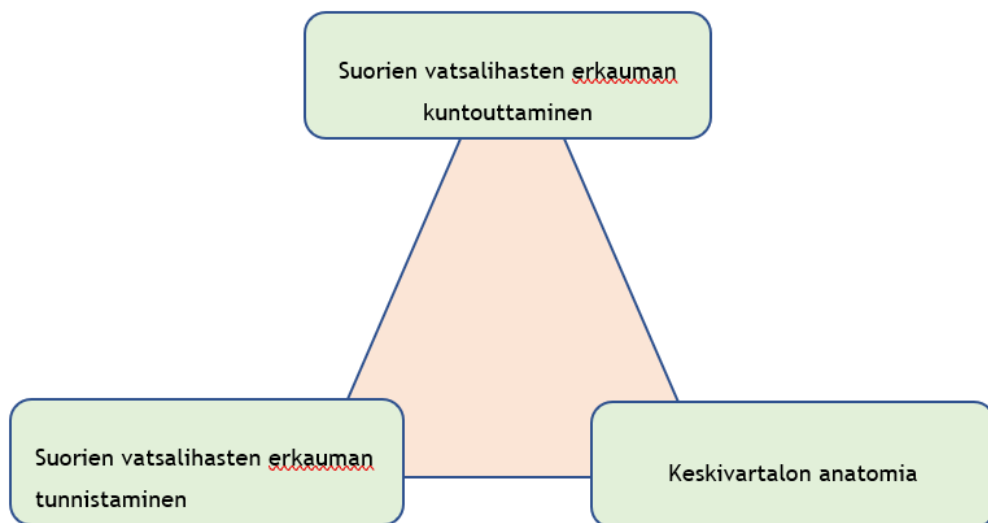 Suorien vatsalihasten erkauman
kuntouttaminen
Suorien vatsalihasten erkauman
tunnistaminen
Keskivartalon anatomia